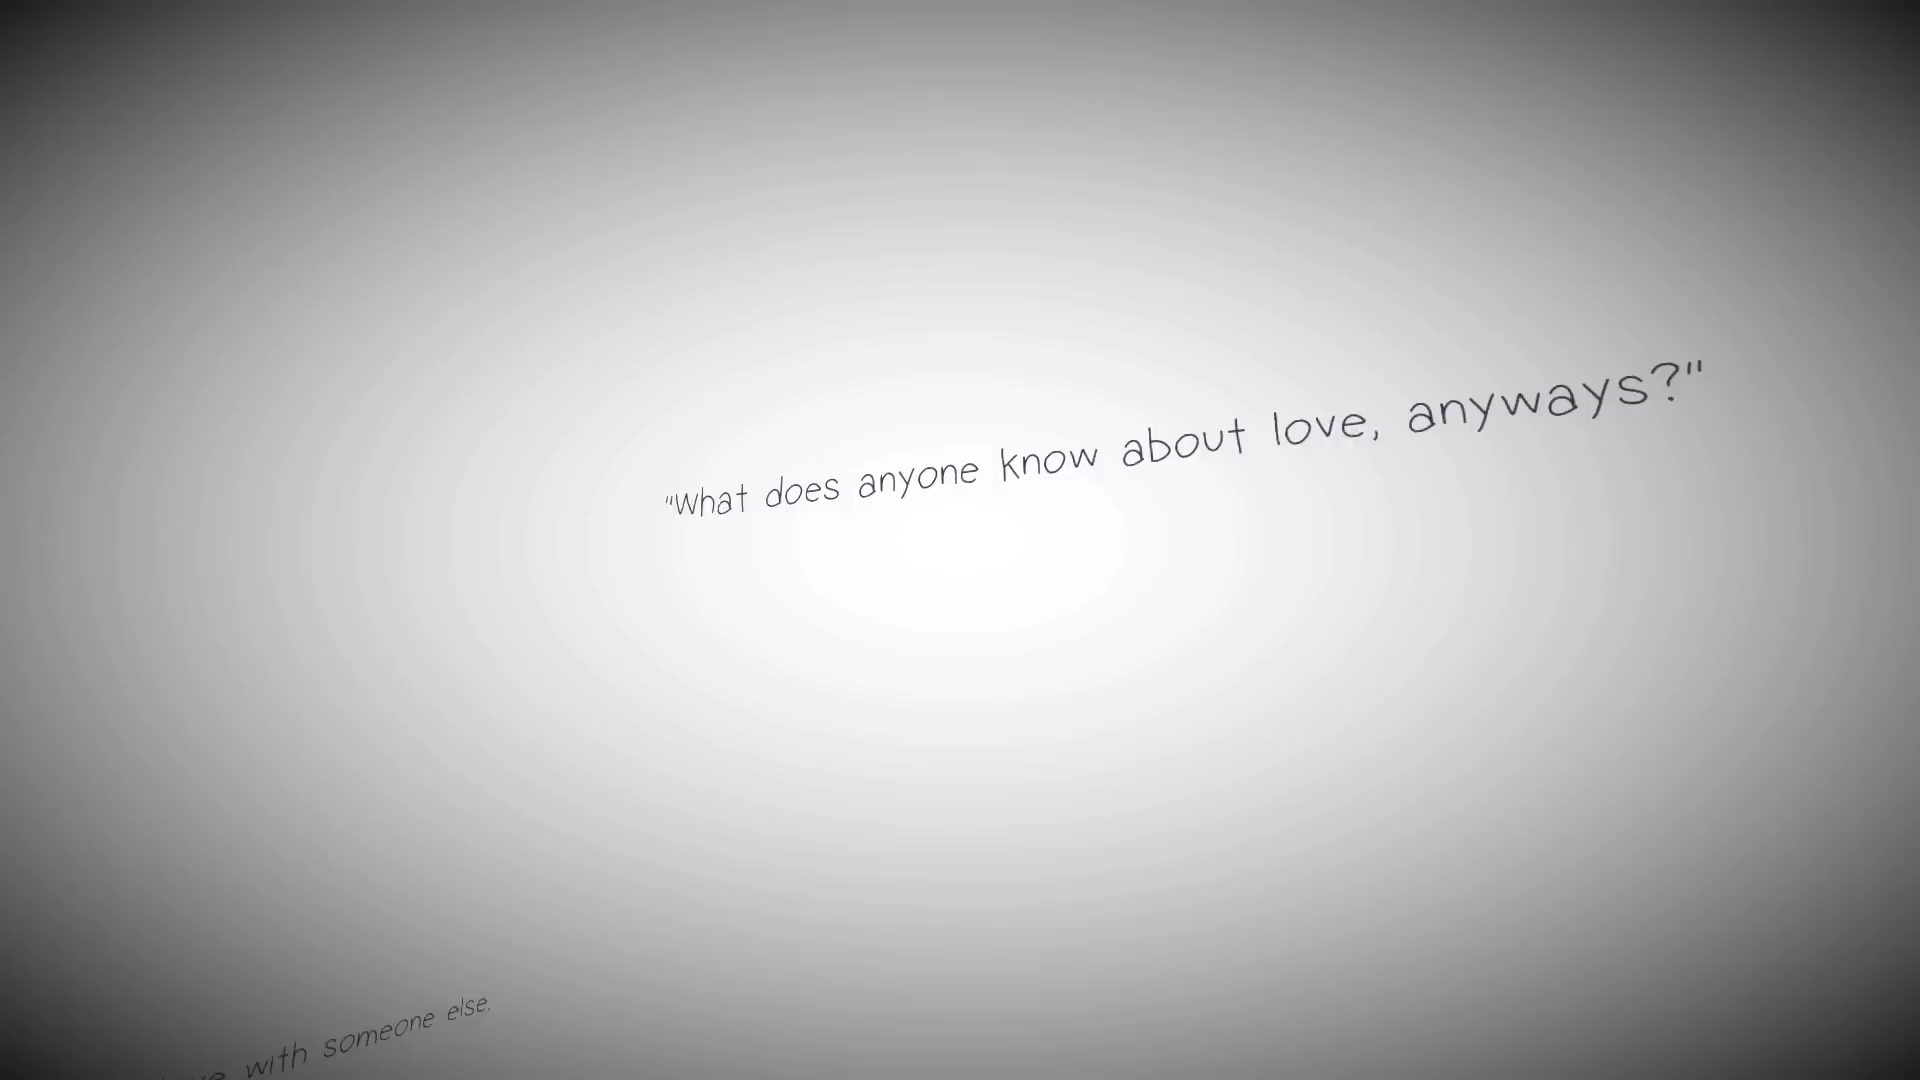 "What does anyone know about love, anyways?"
with someone else.